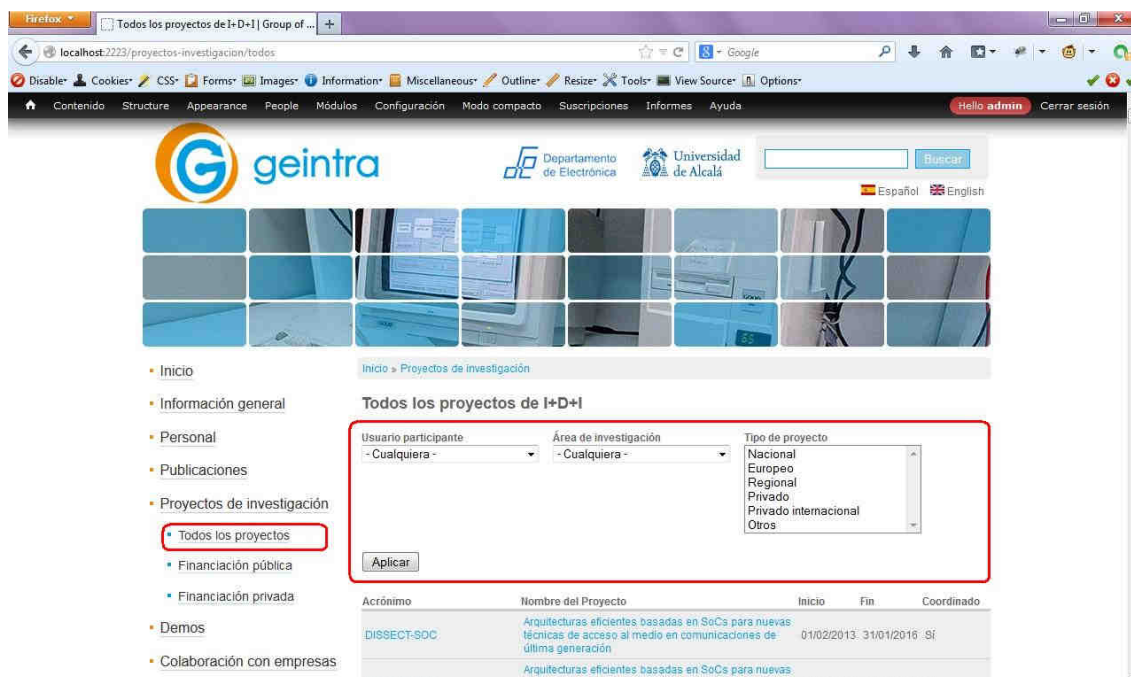 Firefox
Todos los proyectos de I+D+I | Group of ...
localhost:2223/proyectos-investigacion/todos
Google
Disable Cookies CSS Forms Images Information Miscellaneous Outline Resize Tools View Source Options
Contenido Structure Appearance People Módulos Configuración Modo compacto Suscripciones Informes Ayuda Hello admin Cerrar sesión
geintra
Departamento de Electrónica
Universidad de Alcalá
Buscar
Español English
Inicio
Información general
Personal
Publicaciones
Proyectos de investigación
Todos los proyectos
Financiación pública
Financiación privada
Demos
Colaboración con empresas
Inicio » Proyectos de investigación
Todos los proyectos de I+D+I
Usuario participante Área de investigación Tipo de proyecto
- Cualquiera - - Cualquiera -
Nacional
Europeo
Regional
Privado
Privado internacional
Otros
Aplicar
Acrónimo Nombre del Proyecto Inicio Fin Coordinado
DISSECT-SOC Arquitecturas eficientes basadas en SoCs para nuevas
técnicas de acceso al medio en comunicaciones de
última generación 01/02/2013 31/01/2016 Sí
Arquitecturas eficientes basadas en SoCs para nuevas